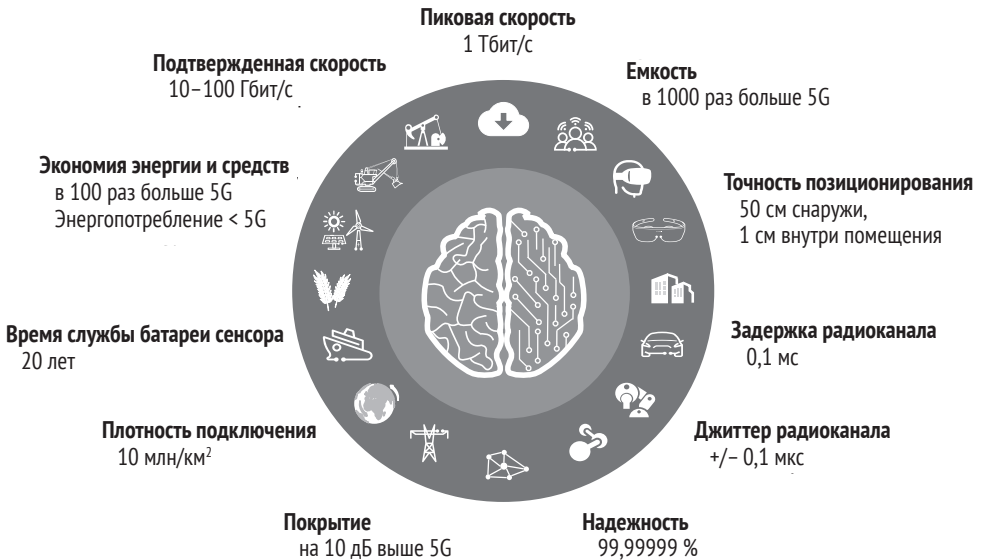 Пиковая скорость
1 Тбит/с
Подтвержденная скорость
10–100 Гбит/с
Емкость
в 1000 раз больше 5G
Экономия энергии и средств
в 100 раз больше 5G
Энергопотребление < 5G
Точность позиционирования
50 см снаружи,
1 см внутри помещения
Время службы батареи сенсора
20 лет
Задержка радиоканала
0,1 мс
Плотность подключения
10 млн/км²
Джиттер радиоканала
+/– 0,1 мкс
Покрытие
на 10 дБ выше 5G
Надежность
99,99999 %